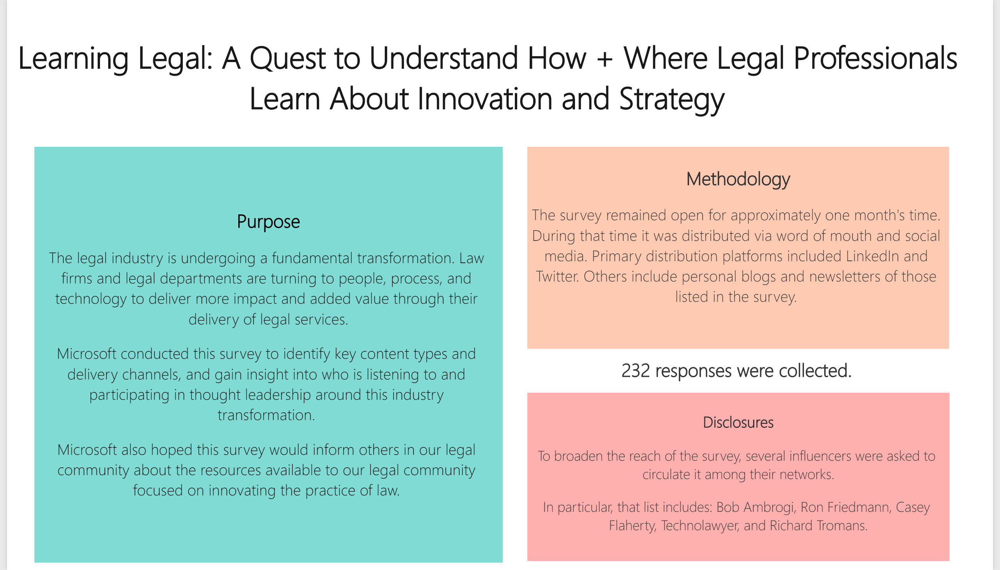 Learning Legal: A Quest to Understand How + Where Legal Professionals
Learn About Innovation and Strategy
Purpose
The legal industry is undergoing a fundamental transformation. Law
firms and legal departments are turning to people, process, and
technology to deliver more impact and added value through their
delivery of legal services.
Microsoft conducted this survey to identify key content types and
delivery channels, and gain insight into who is listening to and
participating in thought leadership around this industry
transformation.
Microsoft also hoped this survey would inform others in our legal
community about the resources available to our legal community
focused on innovating the practice of law.
Methodology
The survey remained open for approximately one month's time.
During that time it was distributed via word of mouth and social
media. Primary distribution platforms included LinkedIn and
Twitter. Others include personal blogs and newsletters of those
listed in the survey.
232 responses were collected.
Disclosures
To broaden the reach of the survey, several influencers were asked to
circulate it among their networks.
In particular, that list includes: Bob Ambrogi, Ron Friedmann, Casey
Flaherty, Technolawyer, and Richard Tromans.